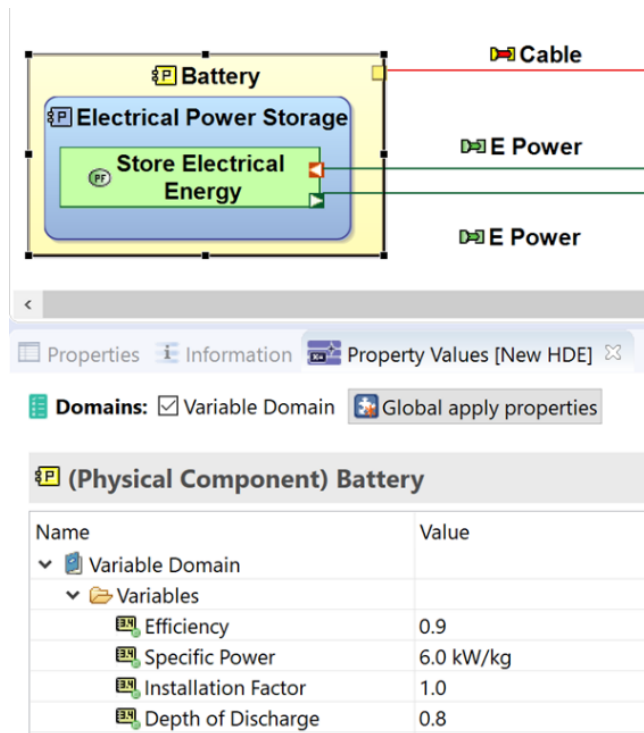 Cable
Battery
Electrical Power Storage
E Power
Store Electrical
Energy
PF
E Power
Properties Information Property Values [New HDE]
Domains: Variable Domain Global apply properties
(Physical Component) Battery
Name Value
Variable Domain
Variables
Efficiency 0.9
Specific Power 6.0 kW/kg
Installation Factor 1.0
Depth of Discharge 0.8